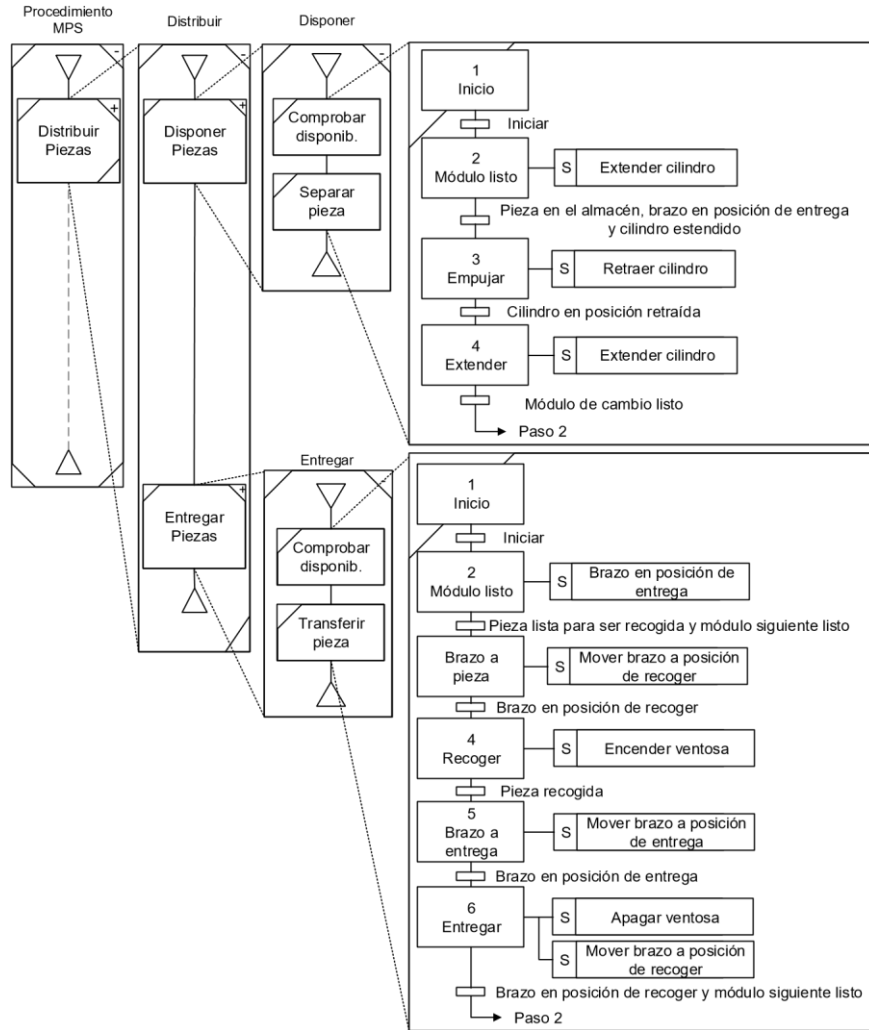 Procedimiento
MPS
Distribuir
Disponer
-
-
-
+
Distribuir
Piezas
+
Disponer
Piezas
Comprobar
disponib.
Separar
pieza
1
Inicio
Iniciar
2
Módulo listo
S
Extender cilindro
Pieza en el almacén, brazo en posición de entrega
y cilindro estendido
3
Empujar
S
Retraer cilindro
Cilindro en posición retraída
4
Extender
S
Extender cilindro
Módulo de cambio listo
Paso 2
Entregar
-
+
Entregar
Piezas
Comprobar
disponib.
Transferir
pieza
1
Inicio
Iniciar
2
Módulo listo
S
Brazo en posición de
entrega
Pieza lista para ser recogida y módulo siguiente listo
Brazo a
pieza
S
Mover brazo a posición
de recoger
Brazo en posición de recoger
4
Recoger
S
Encender ventosa
Pieza recogida
5
Brazo a
entrega
S
Mover brazo a posición
de entrega
Brazo en posición de entrega
6
Entregar
S
Apagar ventosa
S
Mover brazo a posición
de recoger
Brazo en posición de recoger y módulo siguiente listo
Paso 2